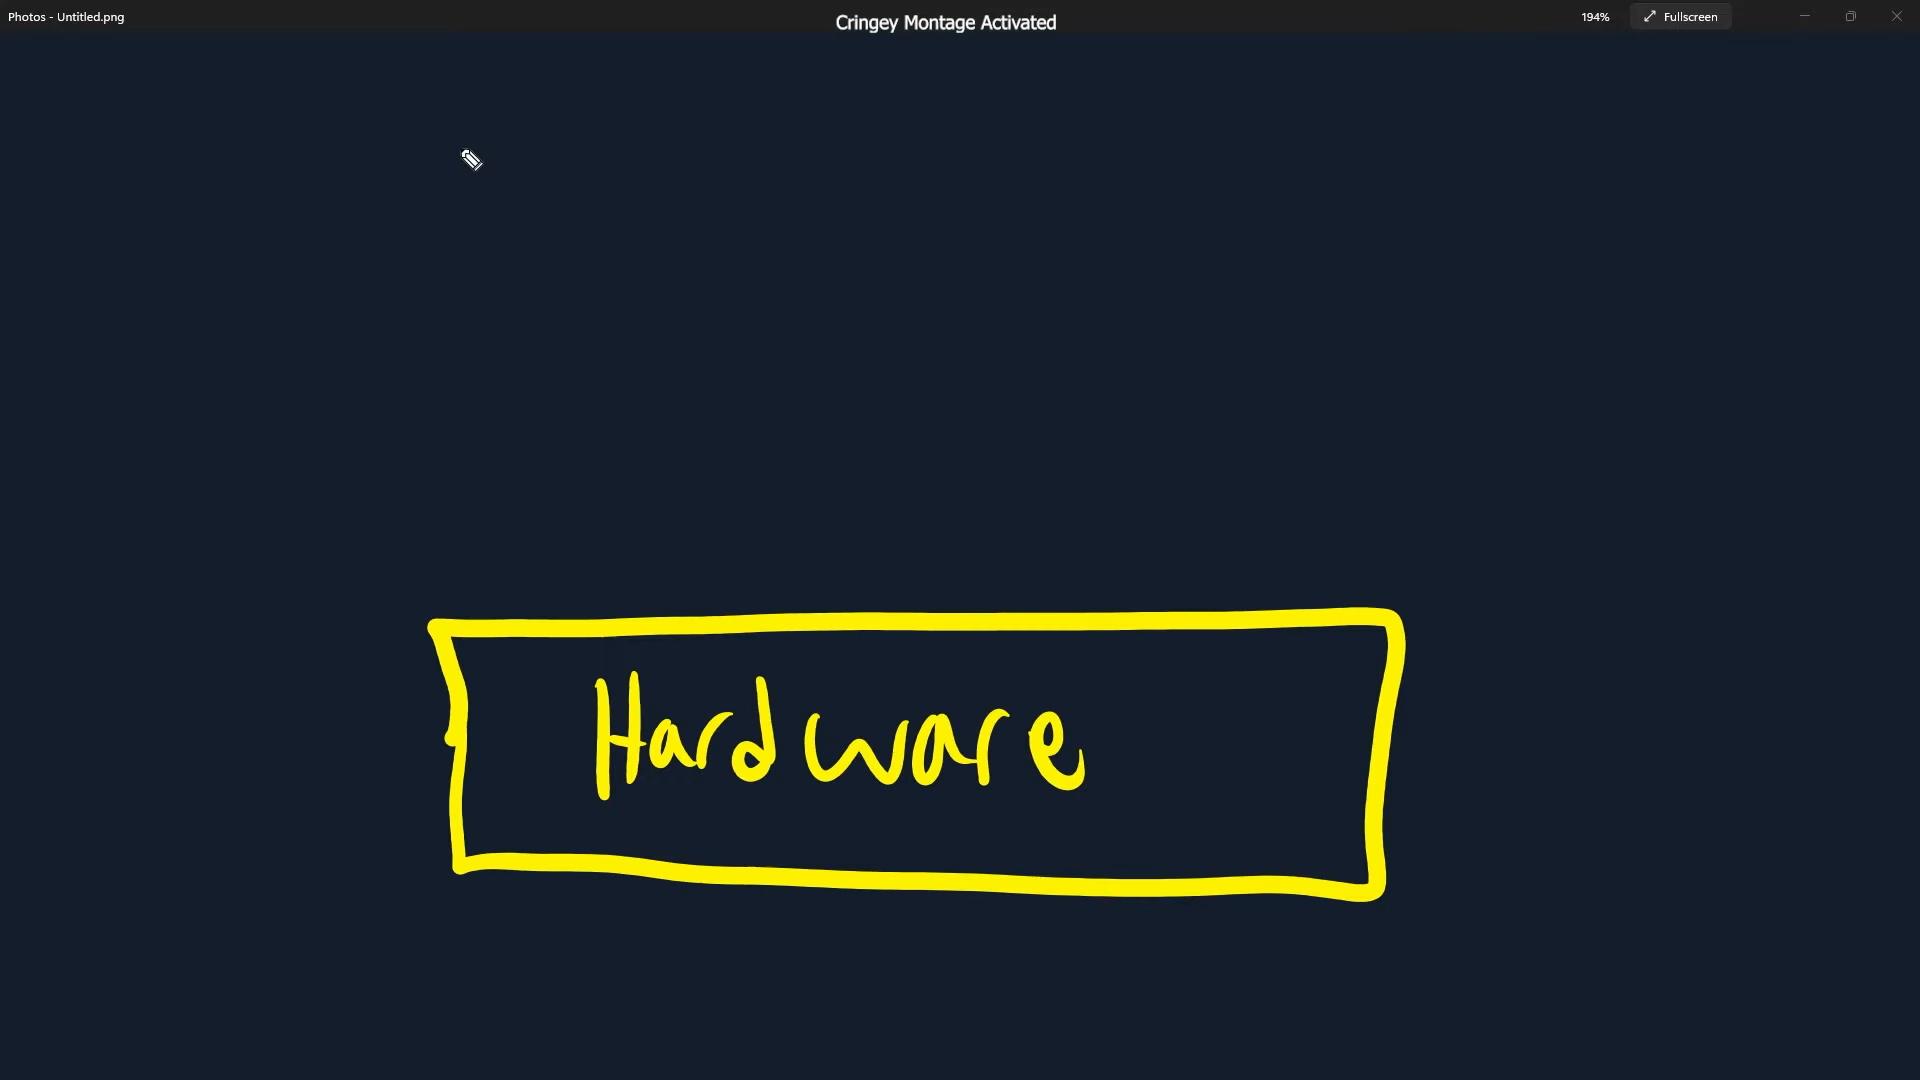 Photos - Untitled.png
Cringey Montage Activated
194%
Fullscreen
Hardware